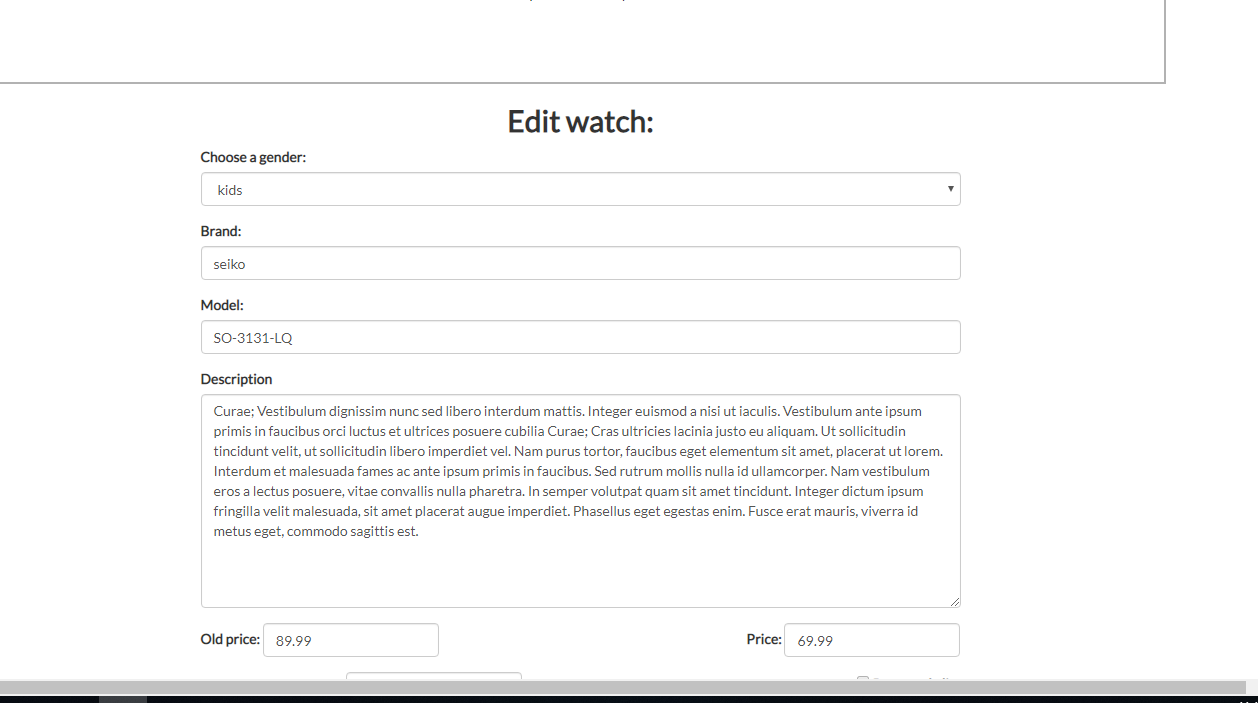 Edit watch:
Choose a gender:
kids
Brand:
seiko
Model:
SO-3131-LQ
Description
Curae; Vestibulum dignissim nunc sed libero interdum mattis. Integer euismod a nisi ut iaculis. Vestibulum ante ipsum
primis in faucibus orci luctus et ultrices posuere cubilia Curae; Cras ultricies lacinia justo eu aliquam. Ut sollicitudin
tincidunt velit, ut sollicitudin libero imperdiet vel. Nam purus tortor, faucibus eget elementum sit amet, placerat ut lorem.
Interdum et malesuada fames ac ante ipsum primis in faucibus. Sed rutrum mollis nulla id ullamcorper. Nam vestibulum
eros a lectus posuere, vitae convallis nulla pharetra. In semper volutpat quam sit amet tincidunt. Integer dictum ipsum
fringilla velit malesuada, sit amet placerat augue imperdiet. Phasellus eget egestas enim. Fusce erat mauris, viverra id
metus eget, commodo sagittis est.
Old price: 89.99 Price: 69.99